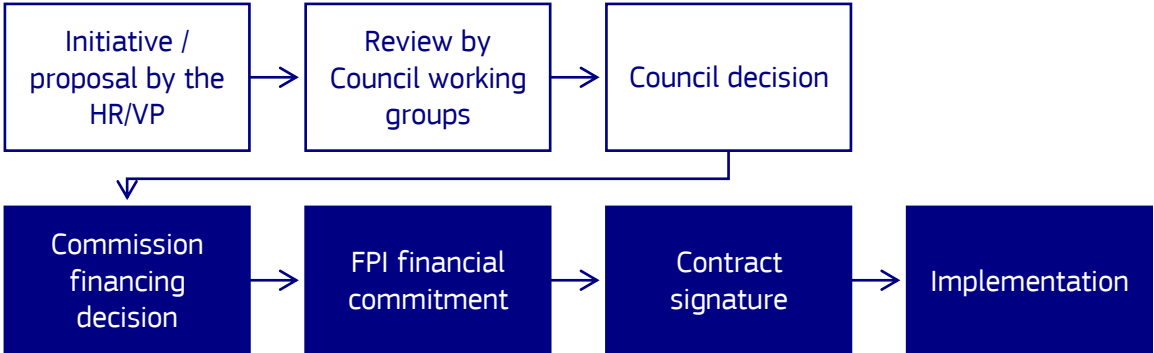 Initiative /
proposal by the
HR/VP
Review by
Council working
groups
Council decision
Commission
financing
decision
FPI financial
commitment
Contract
signature
Implementation